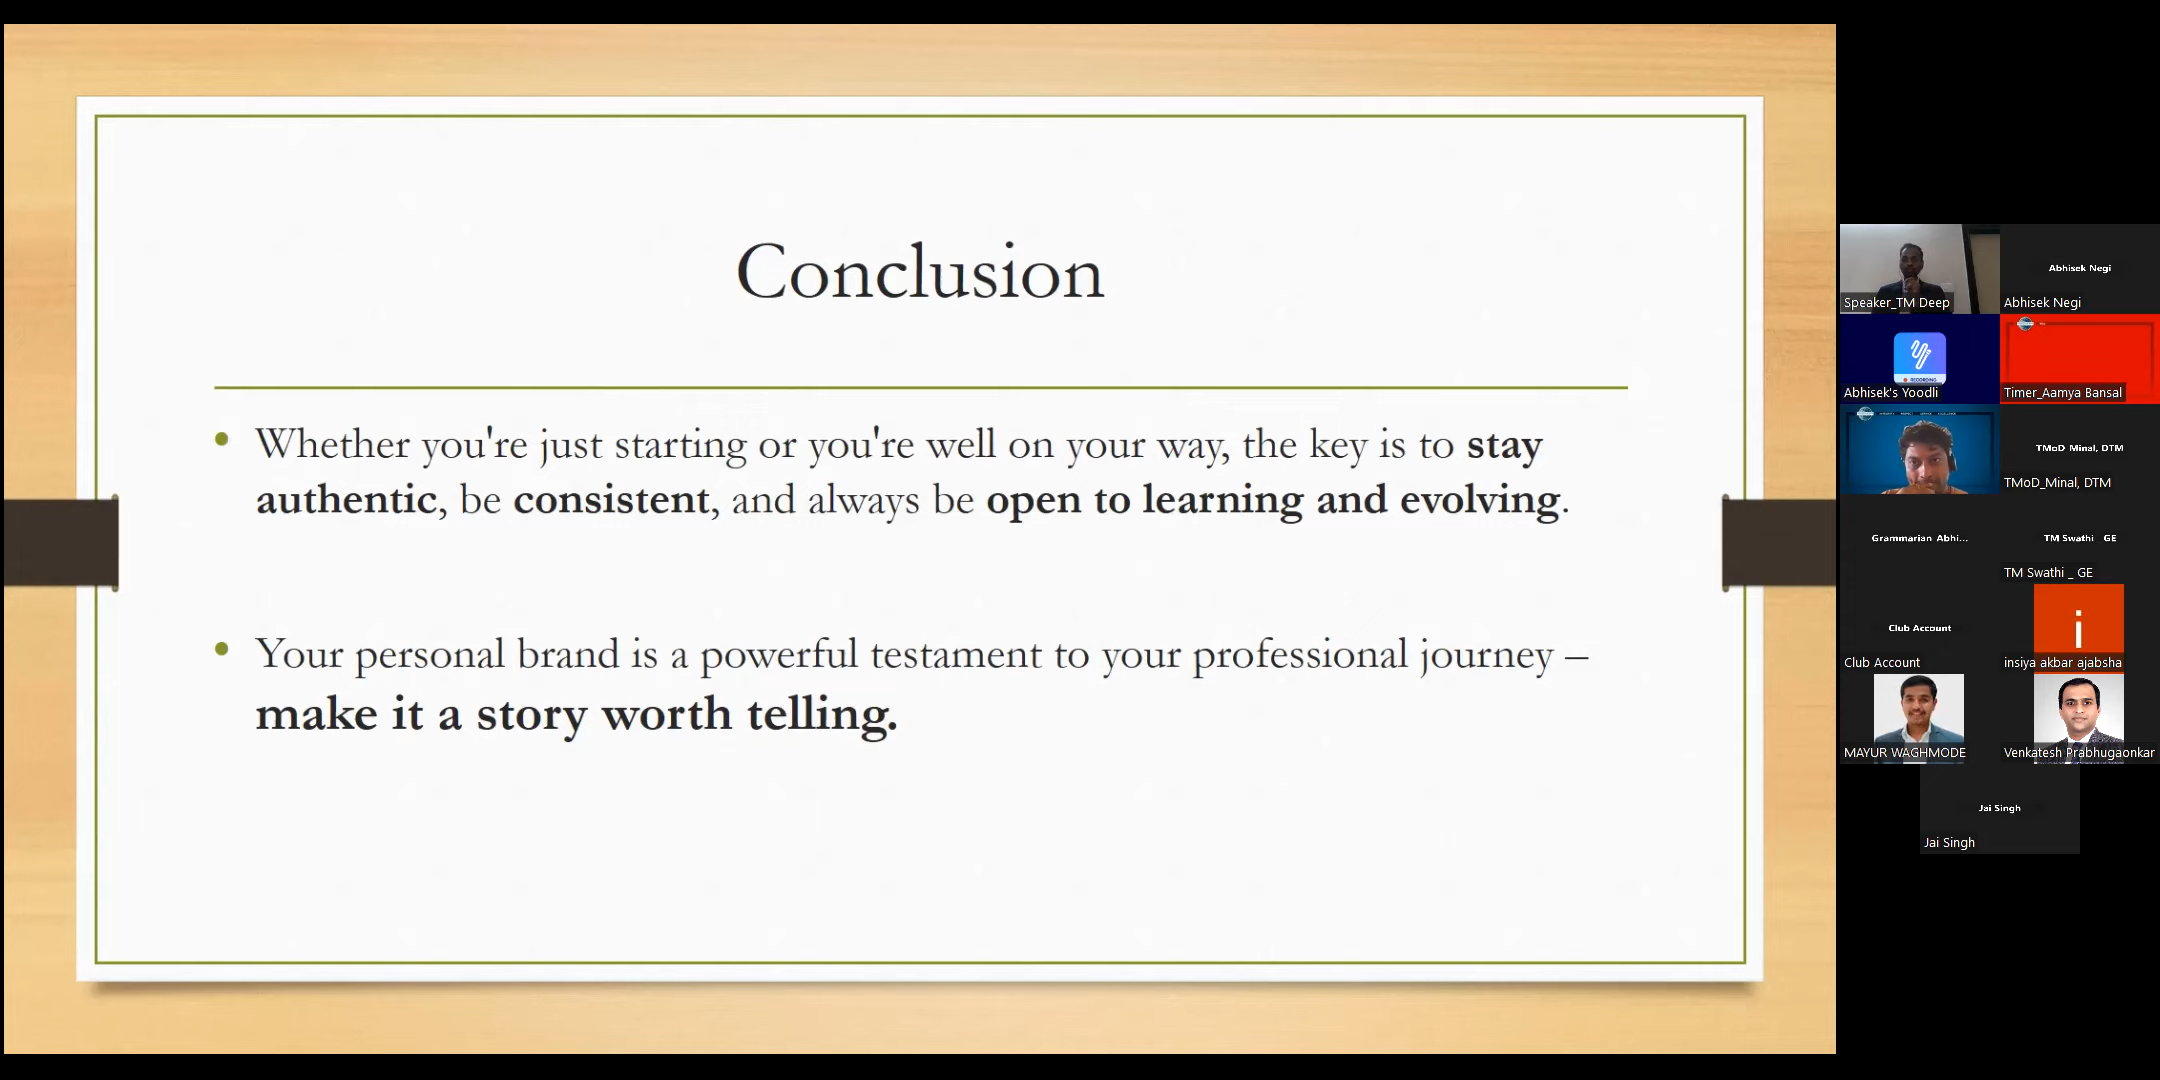 Conclusion
Whether you're just starting or you're well on your way, the key is to stay
authentic, be consistent, and always be open to learning and evolving.
Your personal brand is a powerful testament to your professional journey –
make it a story worth telling.
Speaker_TM Deep
Abhisek Negi
Abhisek Negi
RECORDING
Abhisek's Yoodli
Timer_Aamya Bansal
TMoD_Minal, DTM
TMoD_Minal, DTM
Grammarian_Abhi...
TM Swathi _ GE
TM Swathi _ GE
Club Account
Club Account
i
insiya akbar ajabsha
MAYUR WAGHMODE
Venkatesh Prabhugaonkar
Jai Singh
Jai Singh